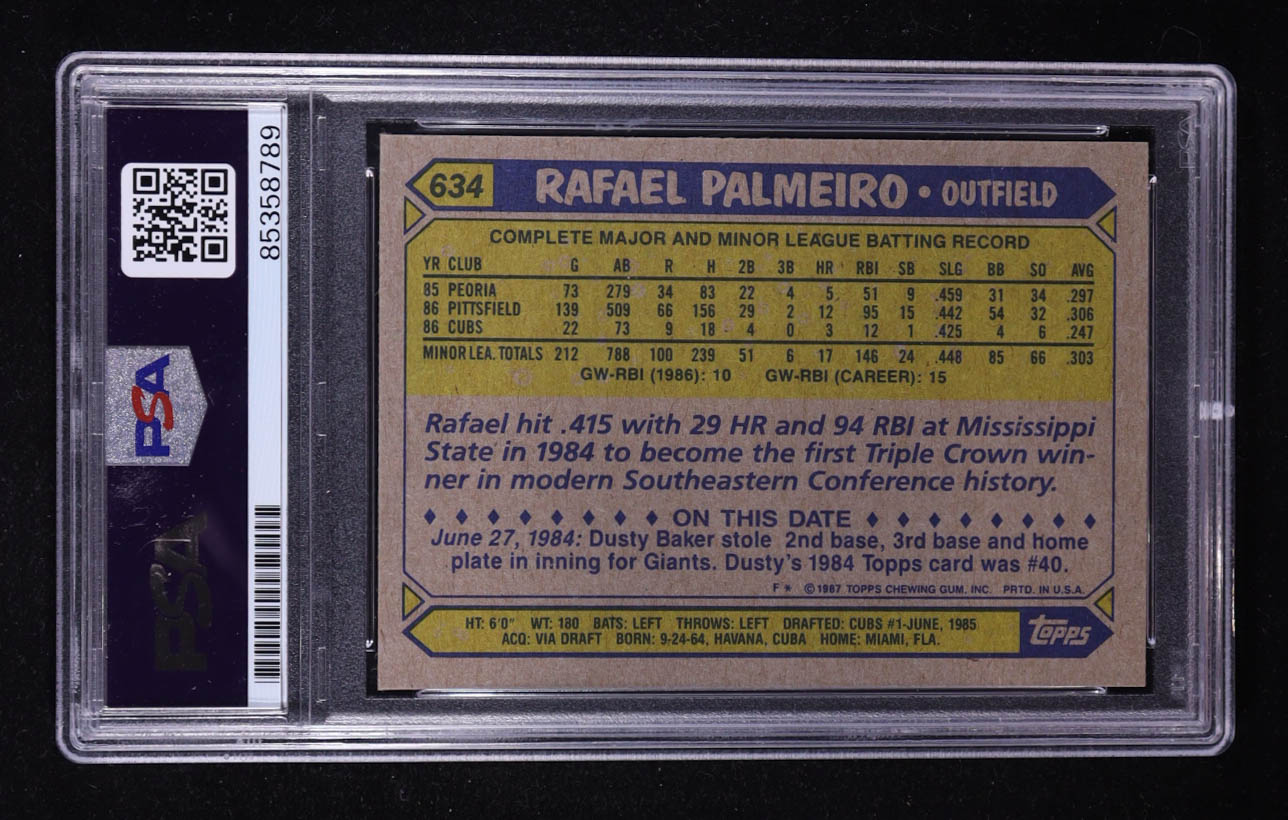 85358789
PSA
PSA
634 RAFAEL PALMEIRO • OUTFIELD
COMPLETE MAJOR AND MINOR LEAGUE BATTING RECORD
YR CLUB G AB R H 2B 3B HR RBI SB SLG BB SO AVG
85 PEORIA 73 279 34 83 22 4 5 51 9 .459 31 34 .297
86 PITTSFIELD 139 509 66 156 29 2 12 95 15 .442 54 32 .306
86 CUBS 22 73 9 18 4 0 3 12 1 .425 4 6 .247
MINOR LEA. TOTALS 212 788 100 239 51 6 17 146 24 .448 85 66 .303
GW-RBI (1986): 10 GW-RBI (CAREER): 15
Rafael hit .415 with 29 HR and 94 RBI at Mississippi
State in 1984 to become the first Triple Crown win-
ner in modern Southeastern Conference history.
♦ ♦ ♦ ♦ ♦ ♦ ♦ ♦ ♦ ON THIS DATE ♦ ♦ ♦ ♦ ♦ ♦ ♦ ♦ ♦
June 27, 1984: Dusty Baker stole 2nd base, 3rd base and home
plate in inning for Giants. Dusty's 1984 Topps card was #40.
F * ©1987 TOPPS CHEWING GUM, INC. PRTD. IN U.S.A.
HT: 6'0" WT: 180 BATS: LEFT THROWS: LEFT DRAFTED: CUBS #1-JUNE, 1985
ACQ: VIA DRAFT BORN: 9-24-64, HAVANA, CUBA HOME: MIAMI, FLA.
topps
PSA